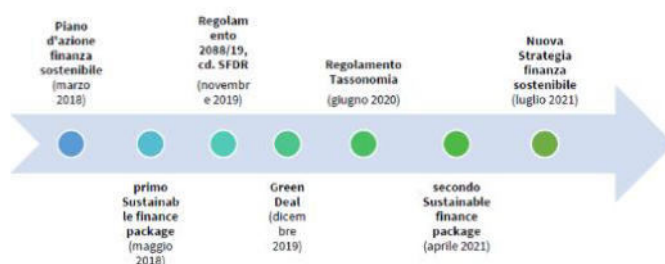 Piano
d'azione
finanza
sostenibile
(marzo
2018)
primo
Sustainab
le finance
package
(maggio
2018)
Regolam
ento
2088/19,
cd. SFDR
(novembr
e 2019)
Green
Deal
(dicem
bre
2019)
Regolamento
Tassonomia
(giugno 2020)
secondo
Sustainable
finance
package
(aprile 2021)
Nuova
Strategia
finanza
sostenibile
(luglio 2021)